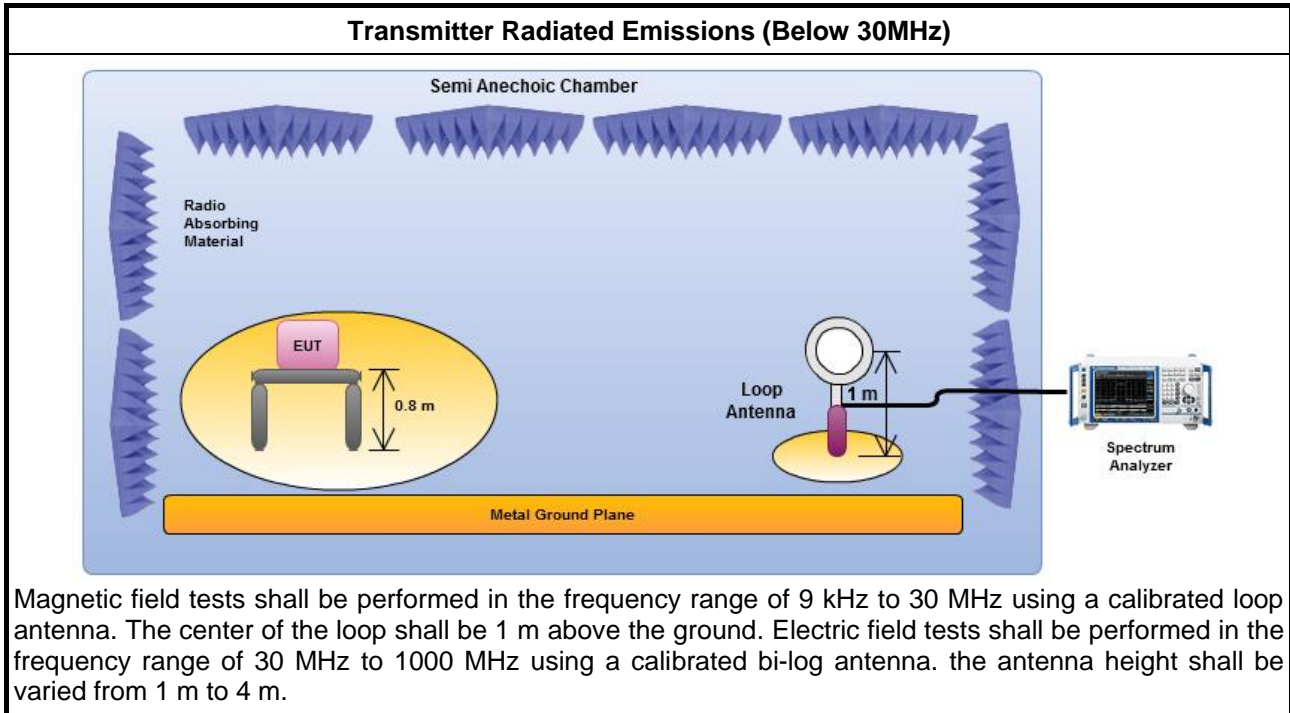 Transmitter Radiated Emissions (Below 30MHz)
Semi Anechoic Chamber
Radio
Absorbing
Material
EUT
0.8 m
Loop
Antenna
1 m
Spectrum
Analyzer
Metal Ground Plane
Magnetic field tests shall be performed in the frequency range of 9 kHz to 30 MHz using a calibrated loop
antenna. The center of the loop shall be 1 m above the ground. Electric field tests shall be performed in the
frequency range of 30 MHz to 1000 MHz using a calibrated bi-log antenna. the antenna height shall be
varied from 1 m to 4 m.